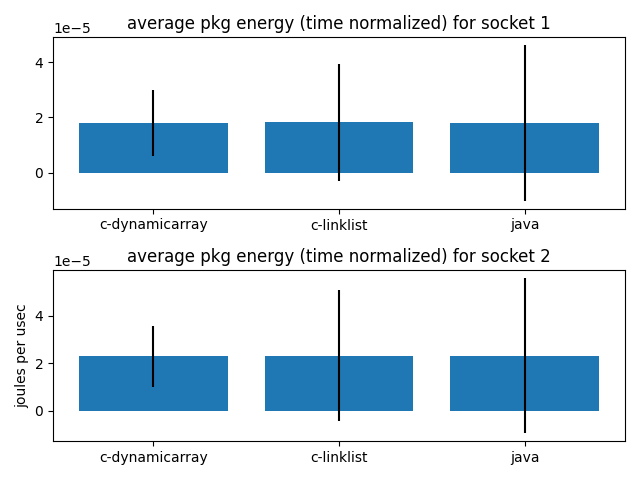 average pkg energy (time normalized) for socket 1
1e−5
4
2
0
c-dynamicarray c-linklist java
average pkg energy (time normalized) for socket 2
1e−5
joules per usec
4
2
0
c-dynamicarray c-linklist java